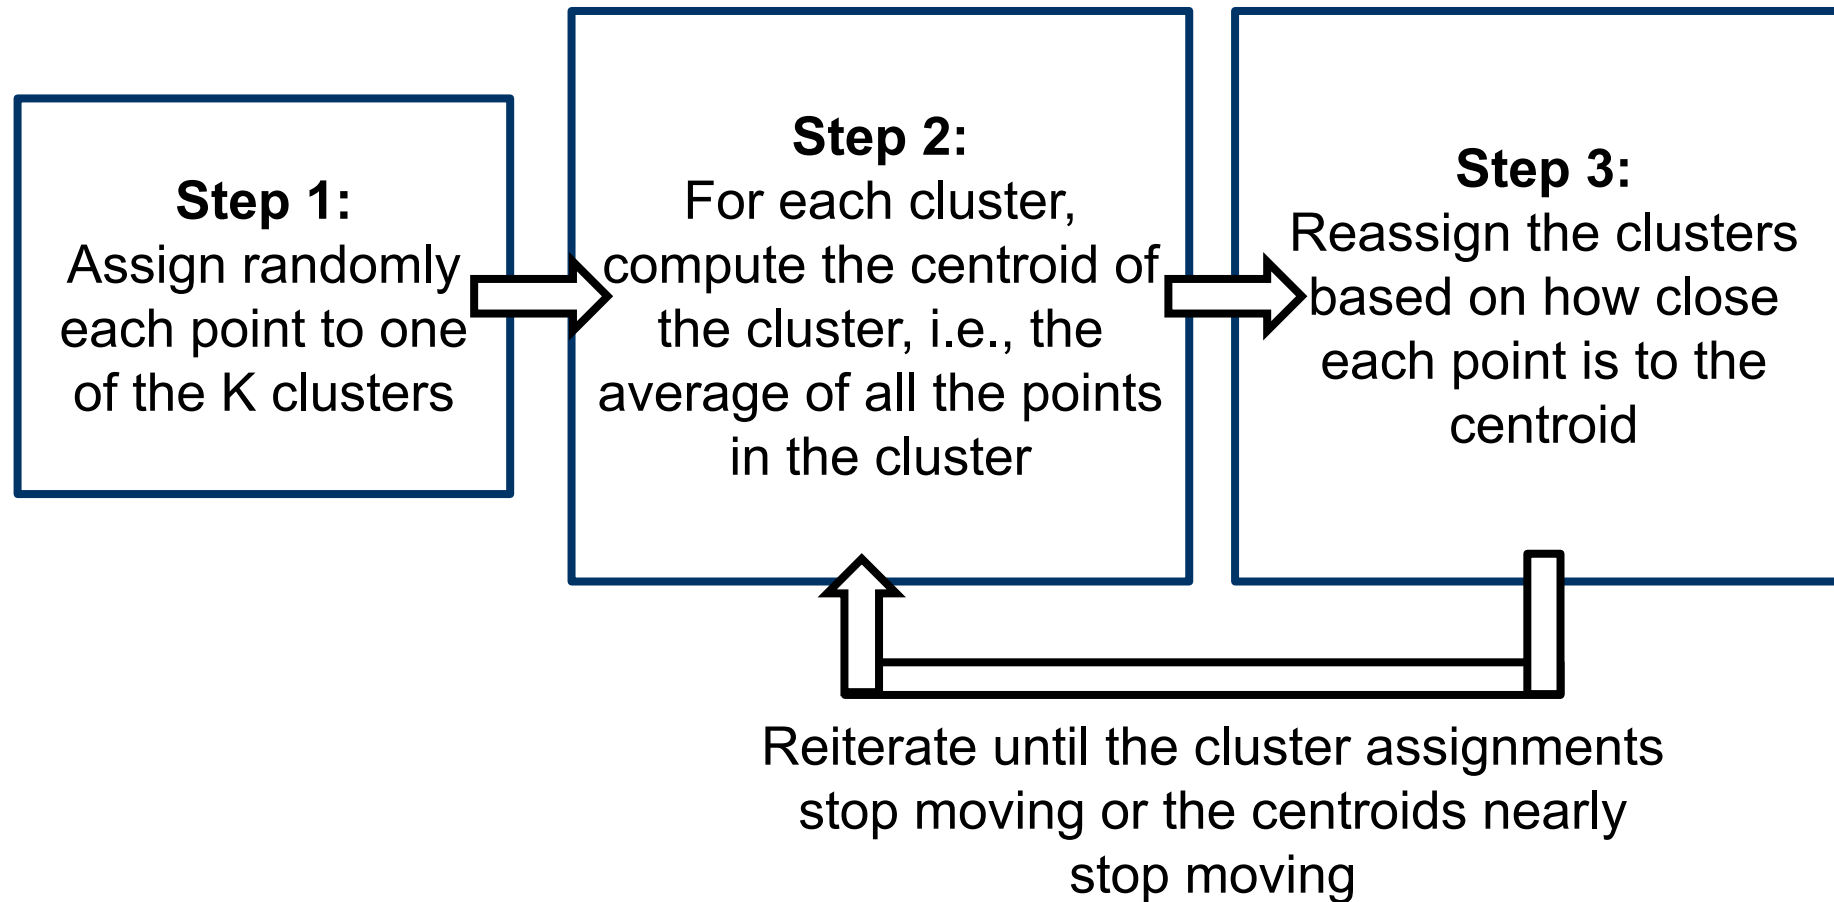 Step 1:
Assign randomly
each point to one
of the K clusters
Step 2:
For each cluster,
compute the centroid of
the cluster, i.e., the
average of all the points
in the cluster
Step 3:
Reassign the clusters
based on how close
each point is to the
centroid
Reiterate until the cluster assignments
stop moving or the centroids nearly
stop moving